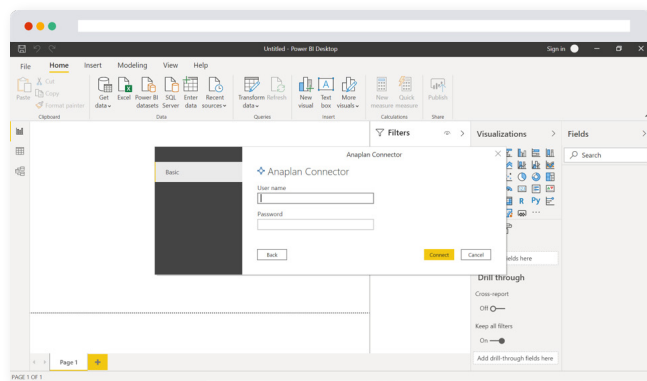 Untitled - Power BI Desktop
Sign in
File Home Insert Modeling View Help
Paste
Cut
Copy
Format painter
Get data
Excel
Power BI datasets
SQL Server
Enter data
Recent sources
Transform data
Refresh
New visual
Text box
More visuals
New measure
Quick measure
Publish
Clipboard
Data
Queries
Insert
Calculations
Share
Filters
Visualizations
Fields
Search
Anaplan Connector
Basic
Anaplan Connector
User name
Password
Back
Connect
Cancel
R Py
fields here
Drill through
Cross-report
Off
Keep all filters
On
Add drill-through fields here
Page 1
PAGE 1 OF 1